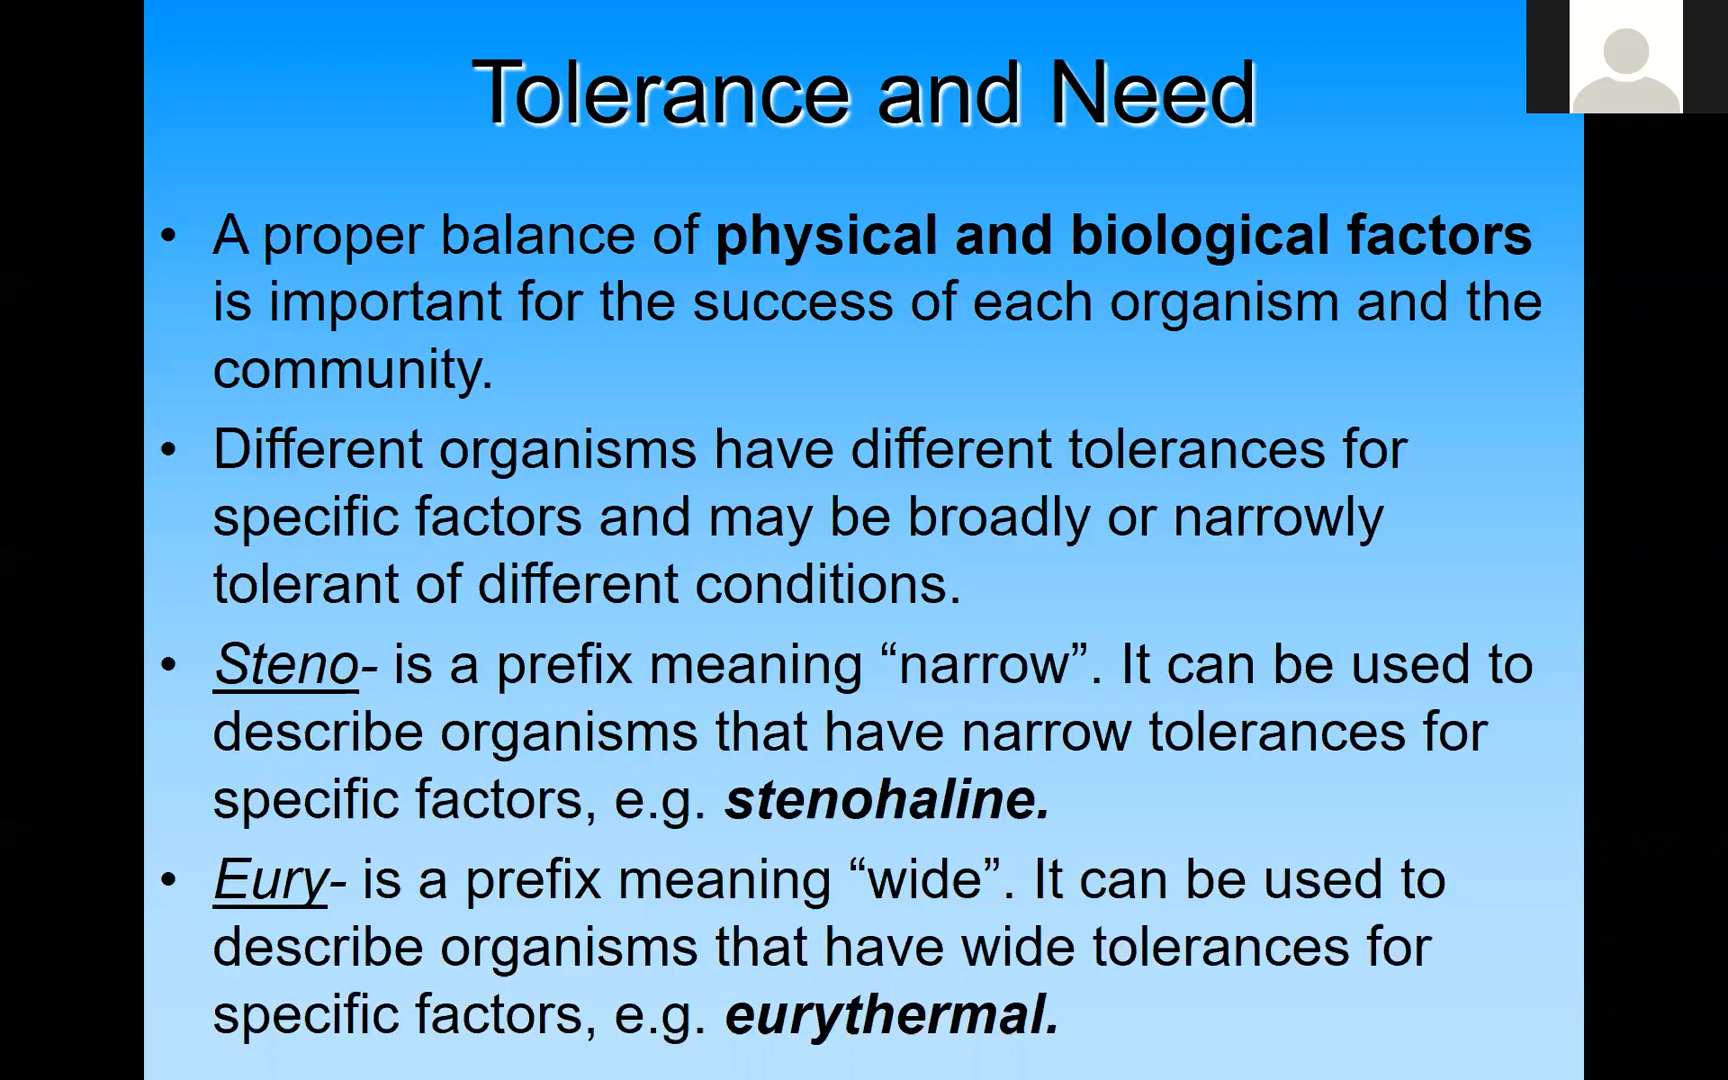 Tolerance and Need
• A proper balance of physical and biological factors
is important for the success of each organism and the
community.
• Different organisms have different tolerances for
specific factors and may be broadly or narrowly
tolerant of different conditions.
• Steno- is a prefix meaning “narrow”. It can be used to
describe organisms that have narrow tolerances for
specific factors, e.g. stenohaline.
• Eury- is a prefix meaning “wide”. It can be used to
describe organisms that have wide tolerances for
specific factors, e.g. eurythermal.